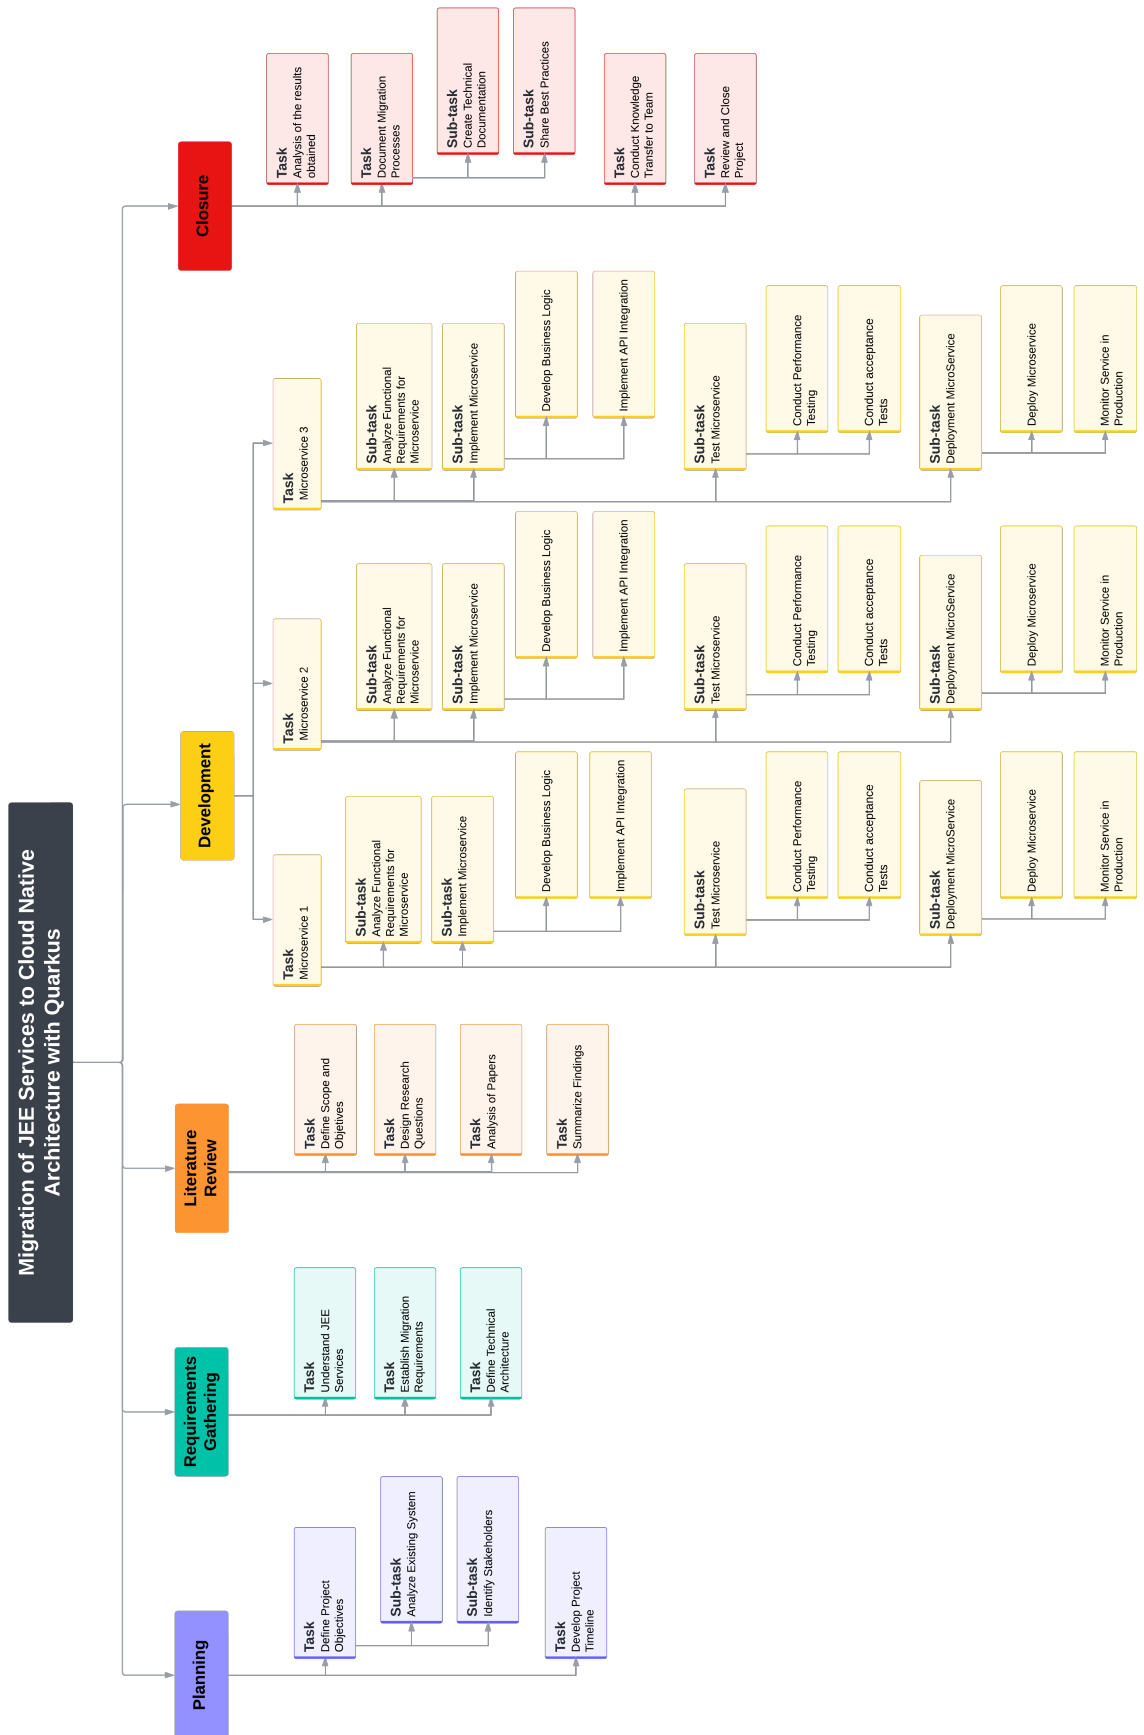 Migration of JEE Services to Cloud Native
Architecture with Quarkus
Planning
Task
Define Project
Objectives
Sub-task
Analyze Existing System
Sub-task
Identify Stakeholders
Task
Develop Project
Timeline
Requirements
Gathering
Task
Understand JEE
Services
Task
Establish Migration
Requirements
Task
Define Technical
Architecture
Literature
Review
Task
Define Scope and
Objetives
Task
Design Research
Questions
Task
Analysis of Papers
Task
Summarize Findings
Development
Task
Microservice 1
Sub-task
Analyze Functional
Requirements for
Microservice
Sub-task
Implement Microservice
Develop Business Logic
Implement API Integration
Sub-task
Test Microservice
Conduct Performance
Testing
Conduct acceptance
Tests
Sub-task
Deployment MicroService
Deploy Microservice
Monitor Service in
Production
Task
Microservice 2
Sub-task
Analyze Functional
Requirements for
Microservice
Sub-task
Implement Microservice
Develop Business Logic
Implement API Integration
Sub-task
Test Microservice
Conduct Performance
Testing
Conduct acceptance
Tests
Sub-task
Deployment MicroService
Deploy Microservice
Monitor Service in
Production
Task
Microservice 3
Sub-task
Analyze Functional
Requirements for
Microservice
Sub-task
Implement Microservice
Develop Business Logic
Implement API Integration
Sub-task
Test Microservice
Conduct Performance
Testing
Conduct acceptance
Tests
Sub-task
Deployment MicroService
Deploy Microservice
Monitor Service in
Production
Closure
Task
Analysis of the results
obtained
Task
Document Migration
Processes
Sub-task
Create Technical
Documentation
Sub-task
Share Best Practices
Task
Conduct Knowledge
Transfer to Team
Task
Review and Close
Project